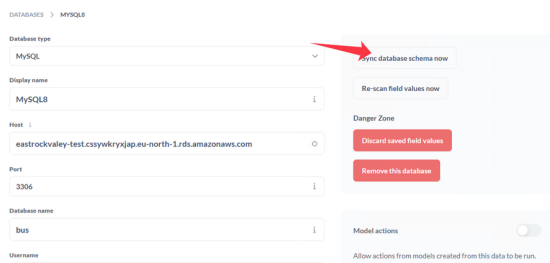 DATABASES > MYSQL8
Database type
MySQL
Display name
MySQL8
Host
eastrockvaley-test.cssywkryxjap.eu-north-1.rds.amazonaws.com
Port
3306
Database name
bus
Username
Sync database schema now
Re-scan field values now
Danger Zone
Discard saved field values
Remove this database
Model actions
Allow actions from models created from this data to be run.